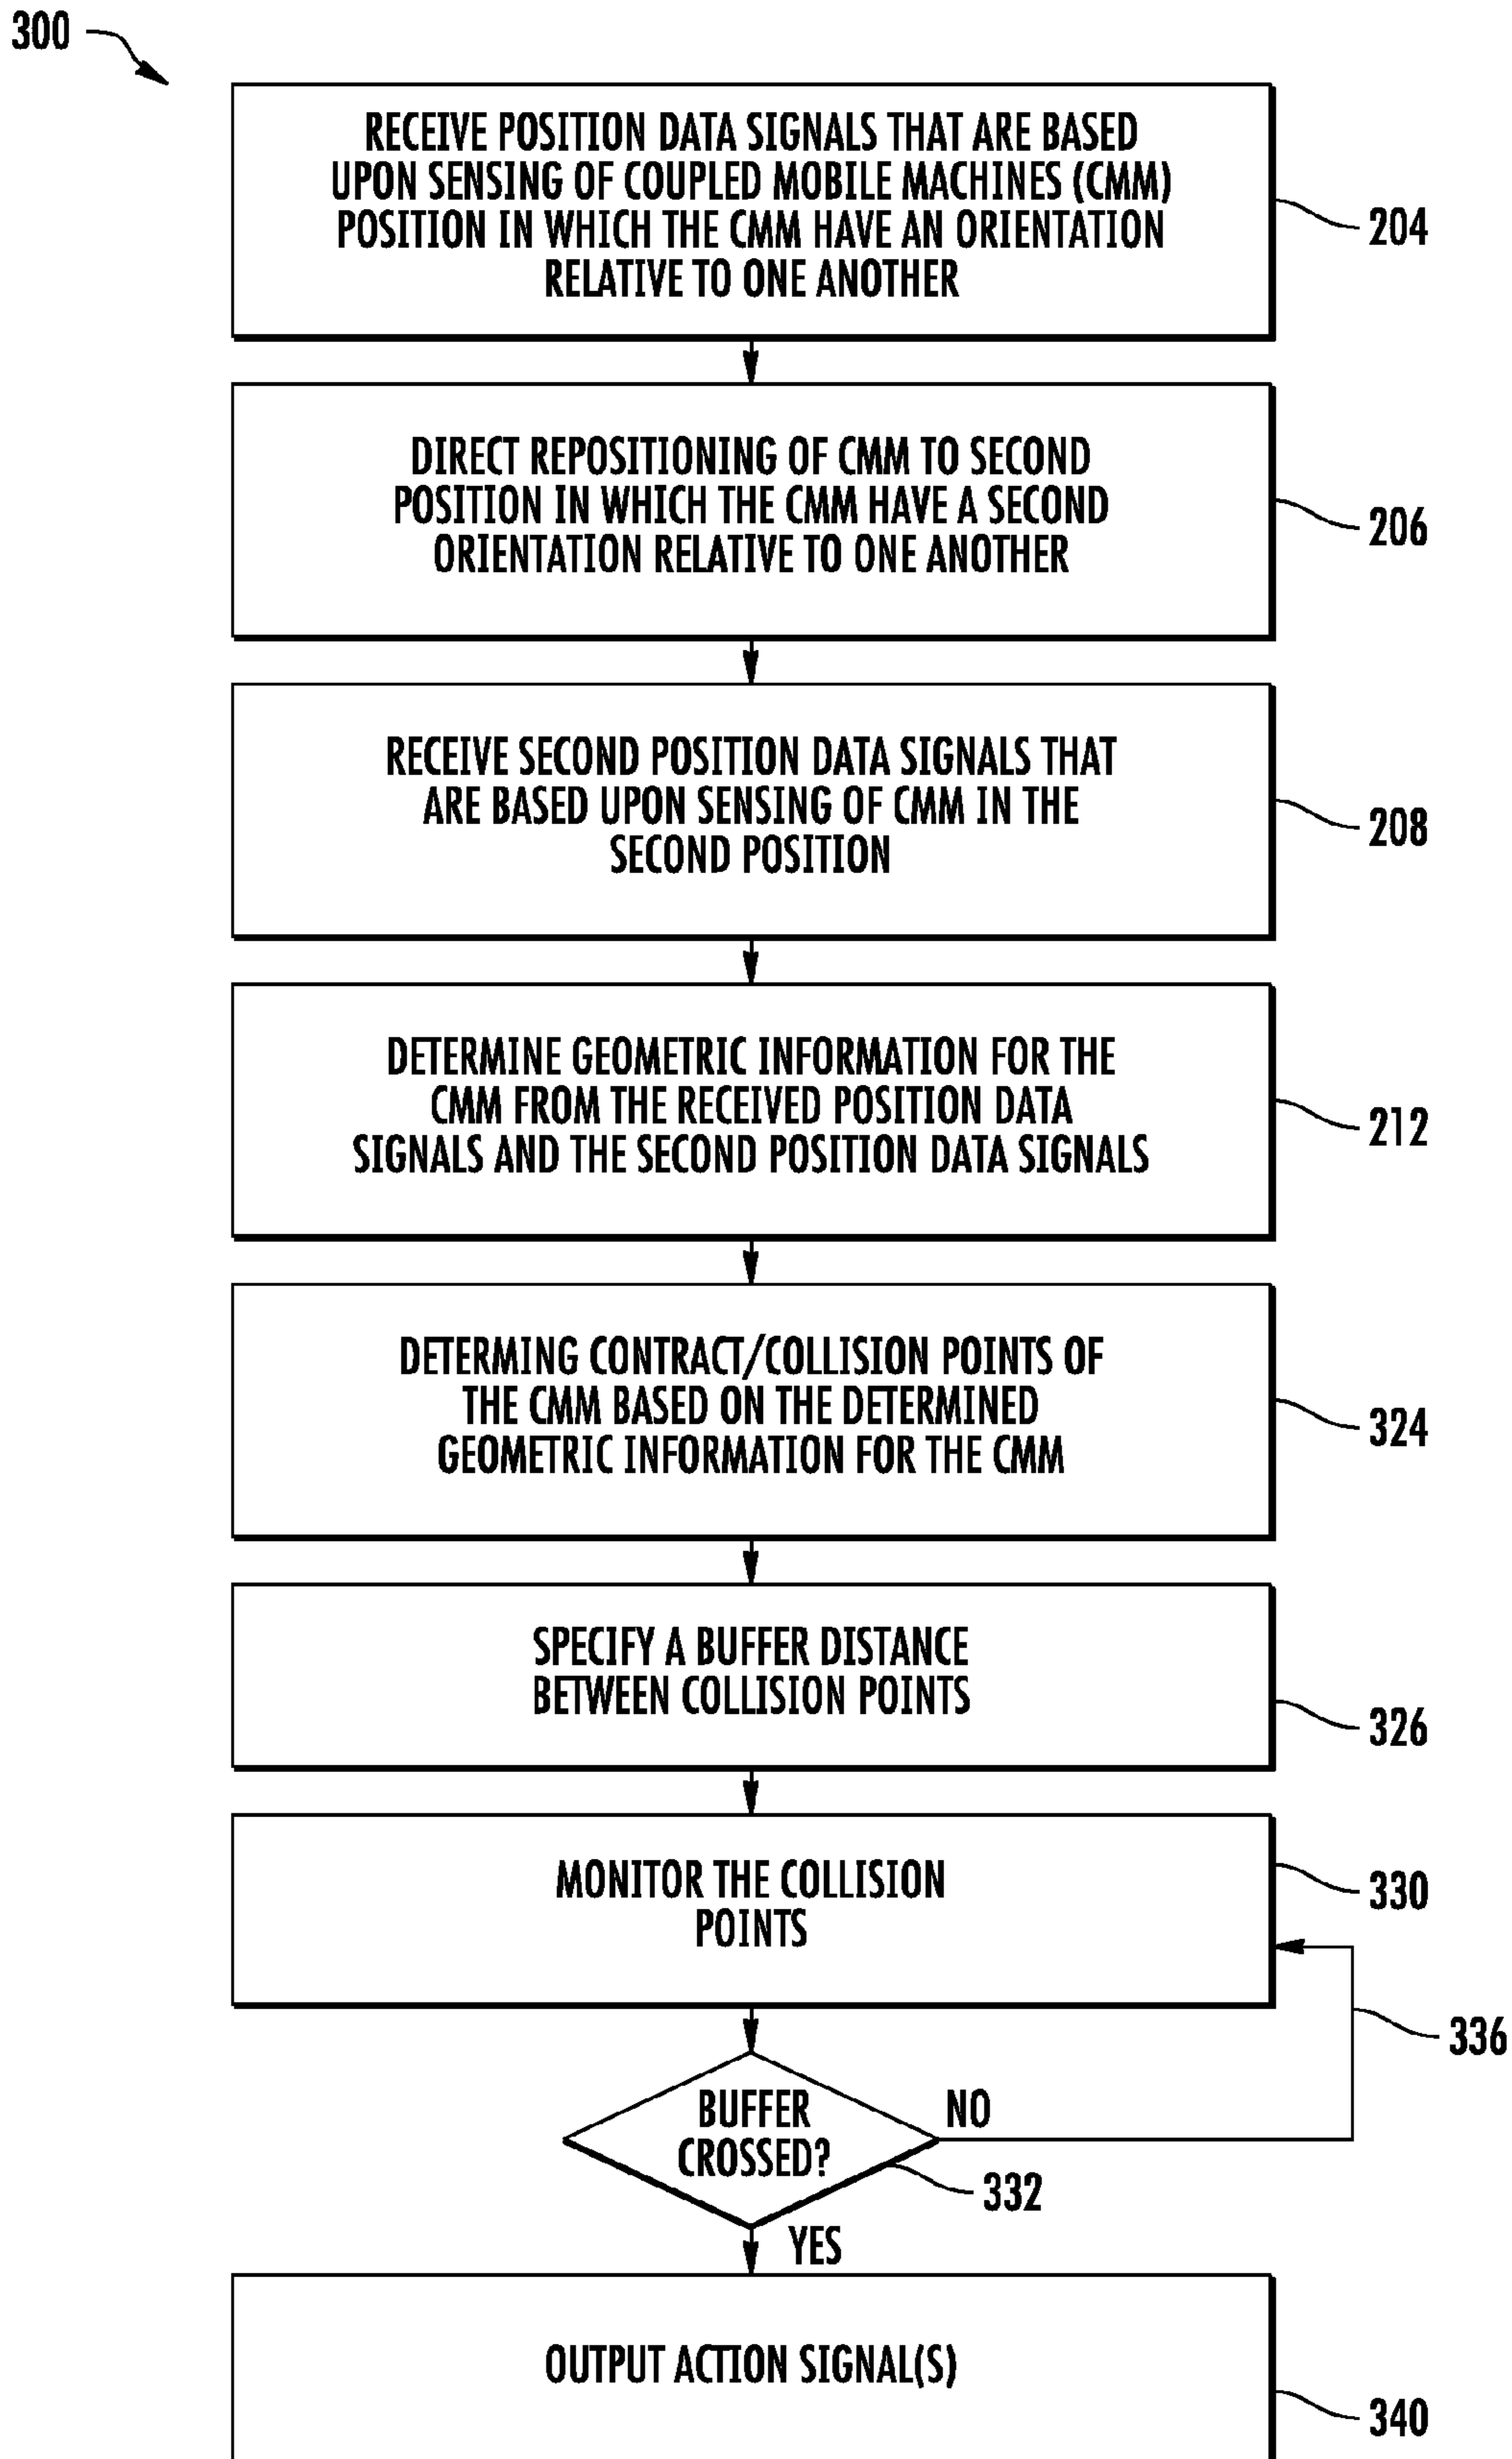 300
RECEIVE POSITION DATA SIGNALS THAT ARE BASED
UPON SENSING OF COUPLED MOBILE MACHINES (CMM)
POSITION IN WHICH THE CMM HAVE AN ORIENTATION
RELATIVE TO ONE ANOTHER
204
DIRECT REPOSITIONING OF CMM TO SECOND
POSITION IN WHICH THE CMM HAVE A SECOND
ORIENTATION RELATIVE TO ONE ANOTHER
206
RECEIVE SECOND POSITION DATA SIGNALS THAT
ARE BASED UPON SENSING OF CMM IN THE
SECOND POSITION
208
DETERMINE GEOMETRIC INFORMATION FOR THE
CMM FROM THE RECEIVED POSITION DATA
SIGNALS AND THE SECOND POSITION DATA SIGNALS
212
DETERMING CONTRACT/COLLISION POINTS OF
THE CMM BASED ON THE DETERMINED
GEOMETRIC INFORMATION FOR THE CMM
324
SPECIFY A BUFFER DISTANCE
BETWEEN COLLISION POINTS
326
MONITOR THE COLLISION
POINTS
330
336
BUFFER
CROSSED?
NO
332
YES
OUTPUT ACTION SIGNAL(S)
340